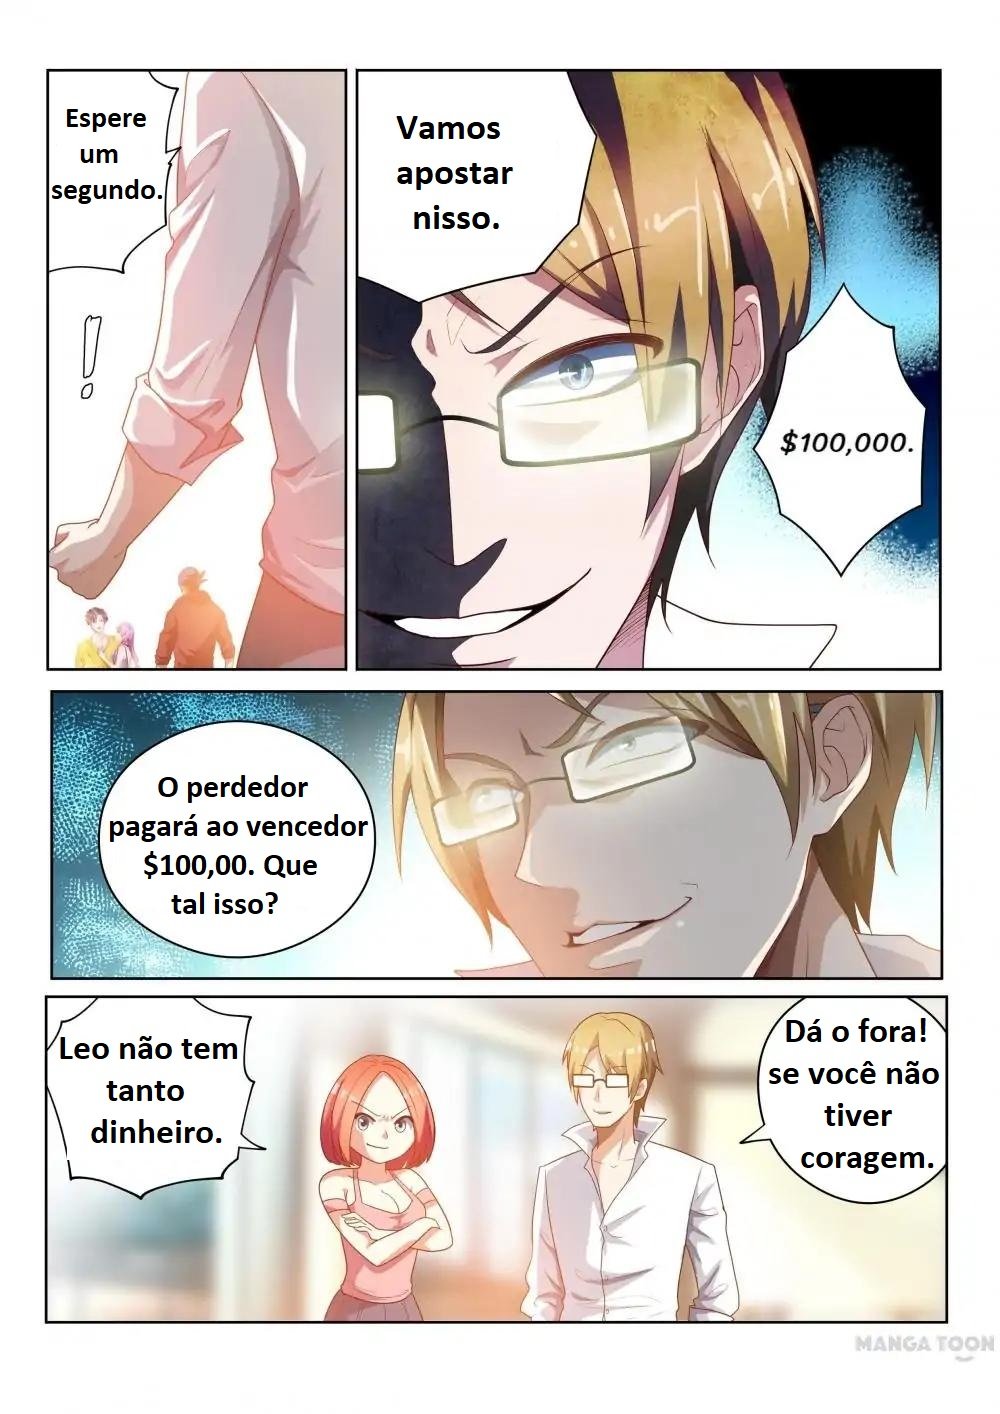 Espere
um
segundo.
!
Vamos
apostar
nisso.
$100,000.
O perdedor
pagará ao vencedor
$100,00. Que
tal isso?
Leo não tem
tanto
dinheiro.
Dá o fora!
se você não
tiver
coragem.
MANGA TOON